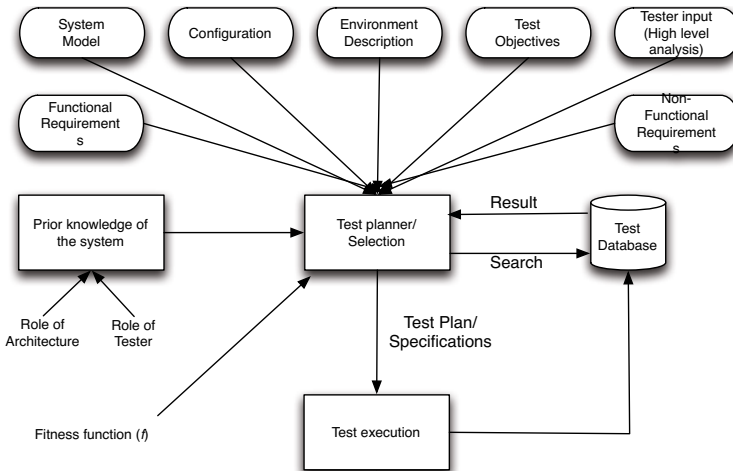 System
Model
Configuration
Environment
Description
Test
Objectives
Tester input
(High level
analysis)
Functional
Requirement
s
Non-
Functional
Requirement
s
Prior knowledge of
the system
Test planner/
Selection
Result
Search
Test
Database
Role of
Architecture
Role of
Tester
Test Plan/
Specifications
Fitness function (f)
Test execution